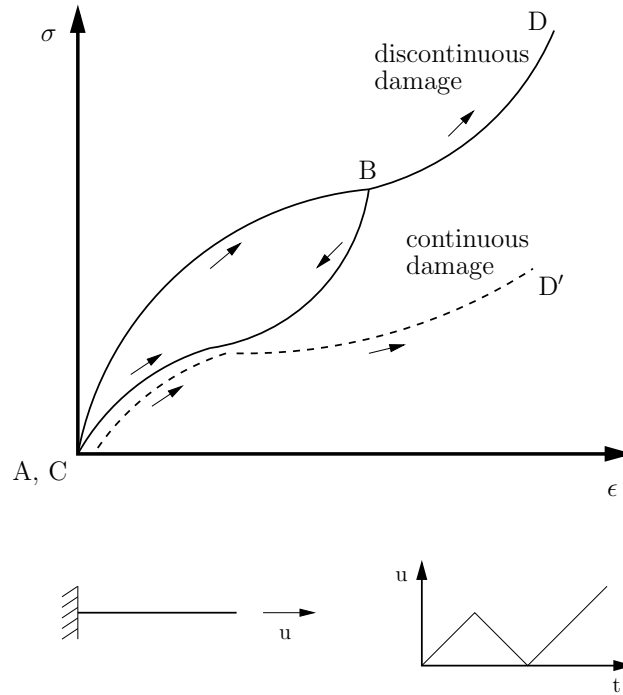 D
σ
discontinuous
damage
B
continuous
damage
D′
A, C
ϵ
u
u
t